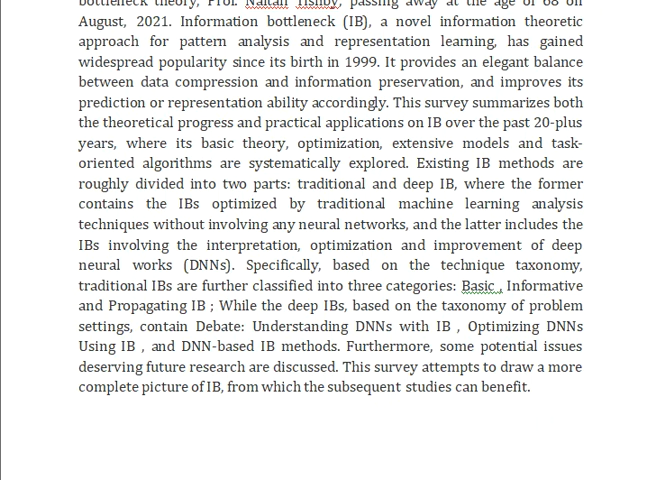 bottleneck theory, Prof. Naftali Tishby, passing away at the age of 68 on
August, 2021. Information bottleneck (IB), a novel information theoretic
approach for pattern analysis and representation learning, has gained
widespread popularity since its birth in 1999. It provides an elegant balance
between data compression and information preservation, and improves its
prediction or representation ability accordingly. This survey summarizes both
the theoretical progress and practical applications on IB over the past 20-plus
years, where its basic theory, optimization, extensive models and task-
oriented algorithms are systematically explored. Existing IB methods are
roughly divided into two parts: traditional and deep IB, where the former
contains the IBs optimized by traditional machine learning analysis
techniques without involving any neural networks, and the latter includes the
IBs involving the interpretation, optimization and improvement of deep
neural works (DNNs). Specifically, based on the technique taxonomy,
traditional IBs are further classified into three categories: Basic , Informative
and Propagating IB ; While the deep IBs, based on the taxonomy of problem
settings, contain Debate: Understanding DNNs with IB , Optimizing DNNs
Using IB , and DNN-based IB methods. Furthermore, some potential issues
deserving future research are discussed. This survey attempts to draw a more
complete picture of IB, from which the subsequent studies can benefit.